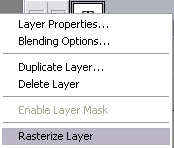 Layer Properties...
Blending Options...
Duplicate Layer...
Delete Layer
Enable Layer Mask
Rasterize Layer